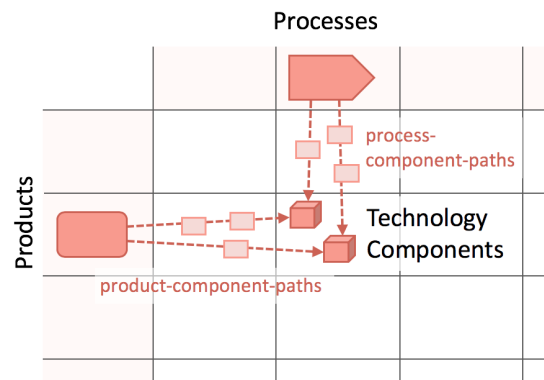 Processes
process-
component-paths
Products
Technology
Components
product-component-paths